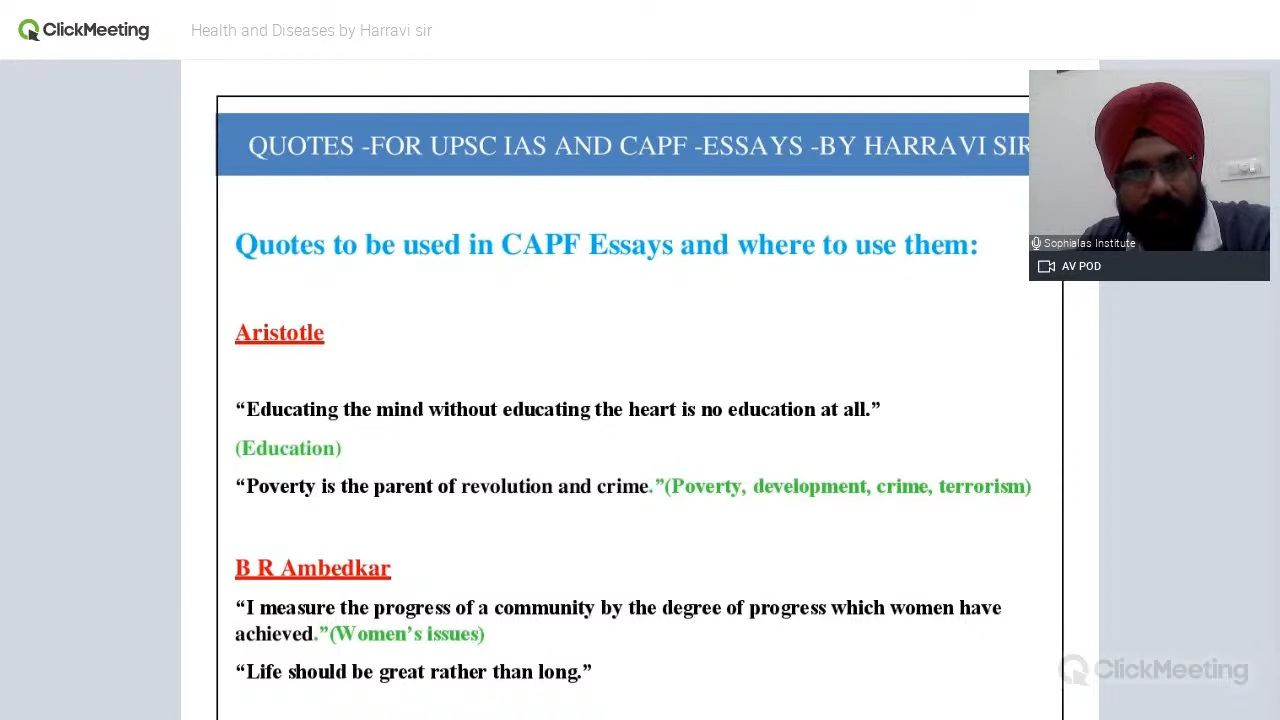 ClickMeeting
Health and Diseases by Harravi sir
QUOTES -FOR UPSC IAS AND CAPF -ESSAYS -BY HARRAVI SIR
Quotes to be used in CAPF Essays and where to use them:
Sophialas Institute
AV POD
Aristotle
“Educating the mind without educating the heart is no education at all.”
(Education)
“Poverty is the parent of revolution and crime.”(Poverty, development, crime, terrorism)
B R Ambedkar
“I measure the progress of a community by the degree of progress which women have
achieved.”(Women’s issues)
“Life should be great rather than long.”
ClickMeeting